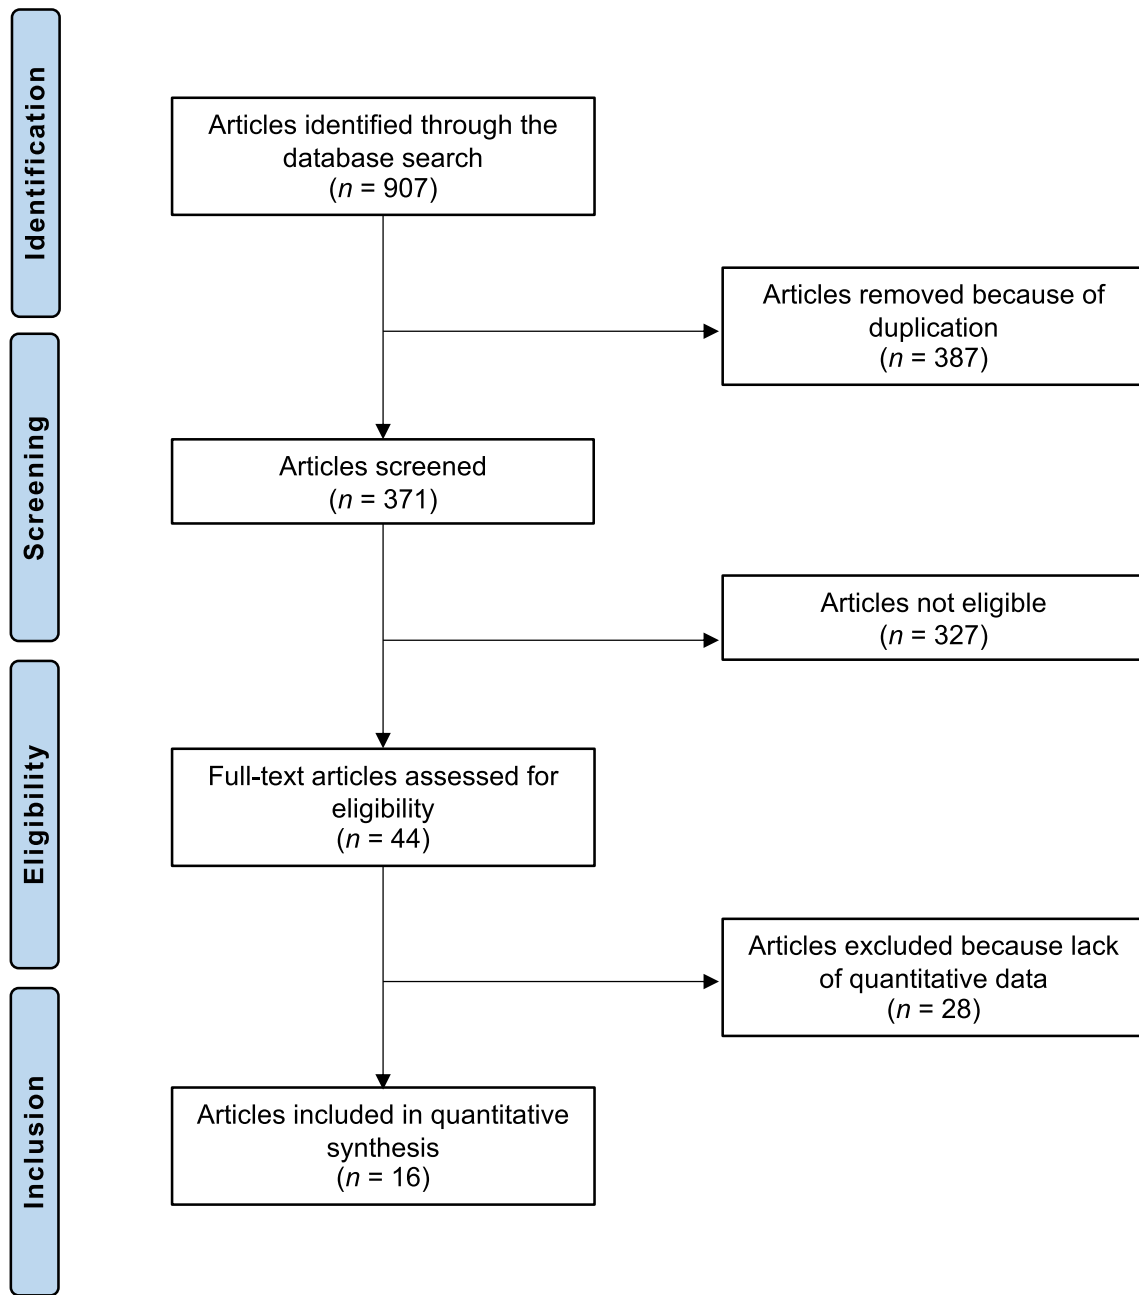 Identification
Articles identified through the
database search
(n = 907)
Articles removed because of
duplication
(n = 387)
Screening
Articles screened
(n = 371)
Articles not eligible
(n = 327)
Eligibility
Full-text articles assessed for
eligibility
(n = 44)
Articles excluded because lack
of quantitative data
(n = 28)
Inclusion
Articles included in quantitative
synthesis
(n = 16)